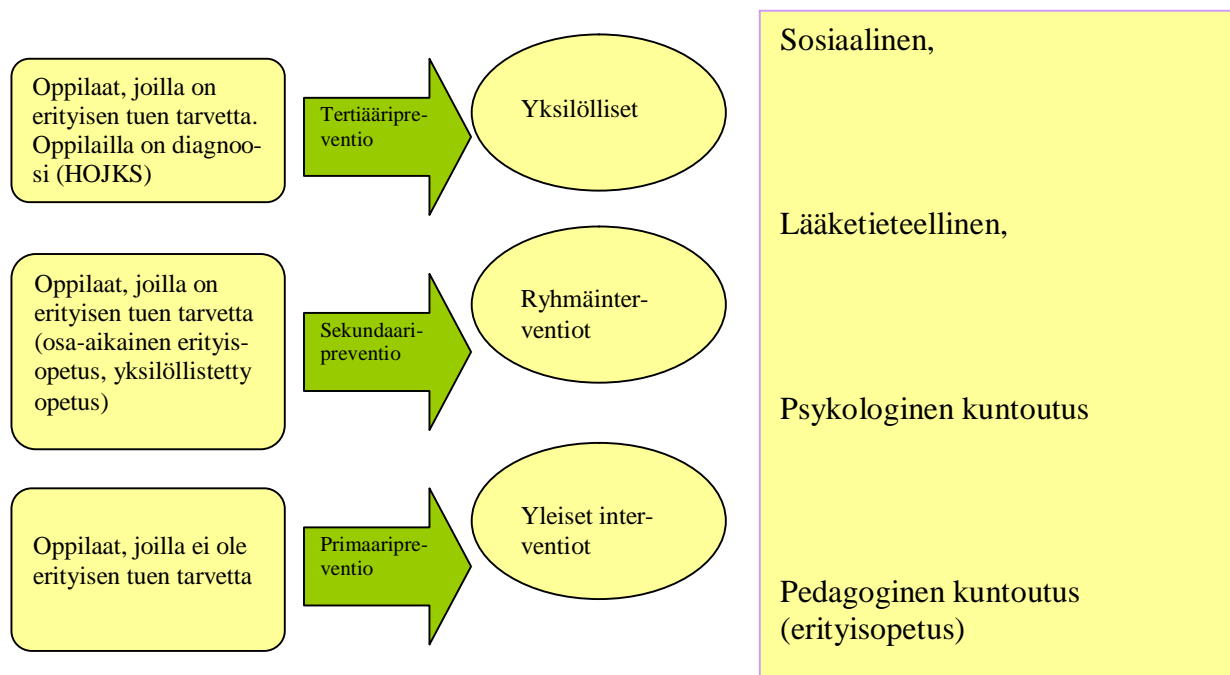 Oppilaat, joilla on
erityisen tuen tarvetta.
Oppilailla on diagnoo-
si (HOJKS)
Tertiääripre-
ventio
Yksilölliset
Oppilaat, joilla on
erityisen tuen tarvetta
(osa-aikainen erityis-
opetus, yksilöllistetty
opetus)
Sekundaari-
preventio
Ryhmäinter-
ventiot
Oppilaat, joilla ei ole
erityisen tuen tarvetta
Primaaripre-
ventio
Yleiset inter-
ventiot
Sosiaalinen,
Lääketieteellinen,
Psykologinen kuntoutus
Pedagoginen kuntoutus
(erityisopetus)